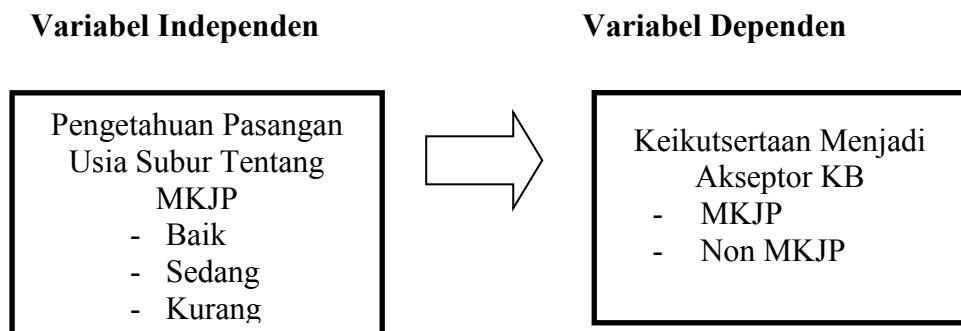 Variabel Independen
Variabel Dependen
Pengetahuan Pasangan
Usia Subur Tentang
MKJP
- Baik
- Sedang
- Kurang
Keikutsertaan Menjadi
Akseptor KB
- MKJP
- Non MKJP